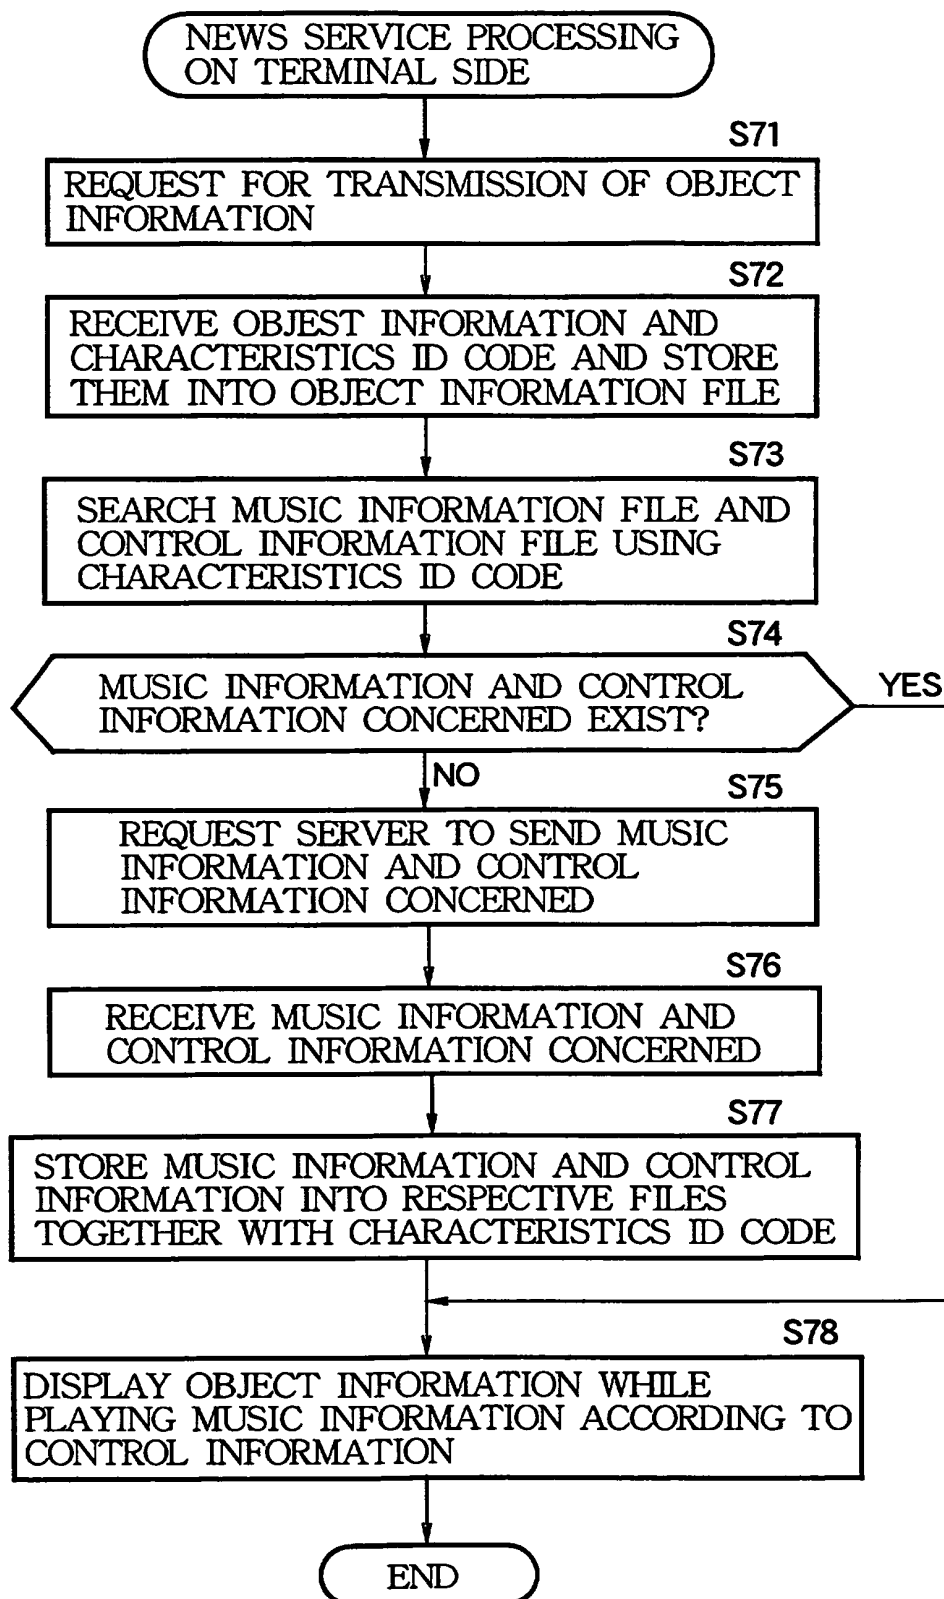 NEWS SERVICE PROCESSING
ON TERMINAL SIDE
S71
REQUEST FOR TRANSMISSION OF OBJECT
INFORMATION
S72
RECEIVE OBJEST INFORMATION AND
CHARACTERISTICS ID CODE AND STORE
THEM INTO OBJECT INFORMATION FILE
S73
SEARCH MUSIC INFORMATION FILE AND
CONTROL INFORMATION FILE USING
CHARACTERISTICS ID CODE
S74
MUSIC INFORMATION AND CONTROL
INFORMATION CONCERNED EXIST?
YES
NO
S75
REQUEST SERVER TO SEND MUSIC
INFORMATION AND CONTROL
INFORMATION CONCERNED
S76
RECEIVE MUSIC INFORMATION AND
CONTROL INFORMATION CONCERNED
S77
STORE MUSIC INFORMATION AND CONTROL
INFORMATION INTO RESPECTIVE FILES
TOGETHER WITH CHARACTERISTICS ID CODE
S78
DISPLAY OBJECT INFORMATION WHILE
PLAYING MUSIC INFORMATION ACCORDING TO
CONTROL INFORMATION
END